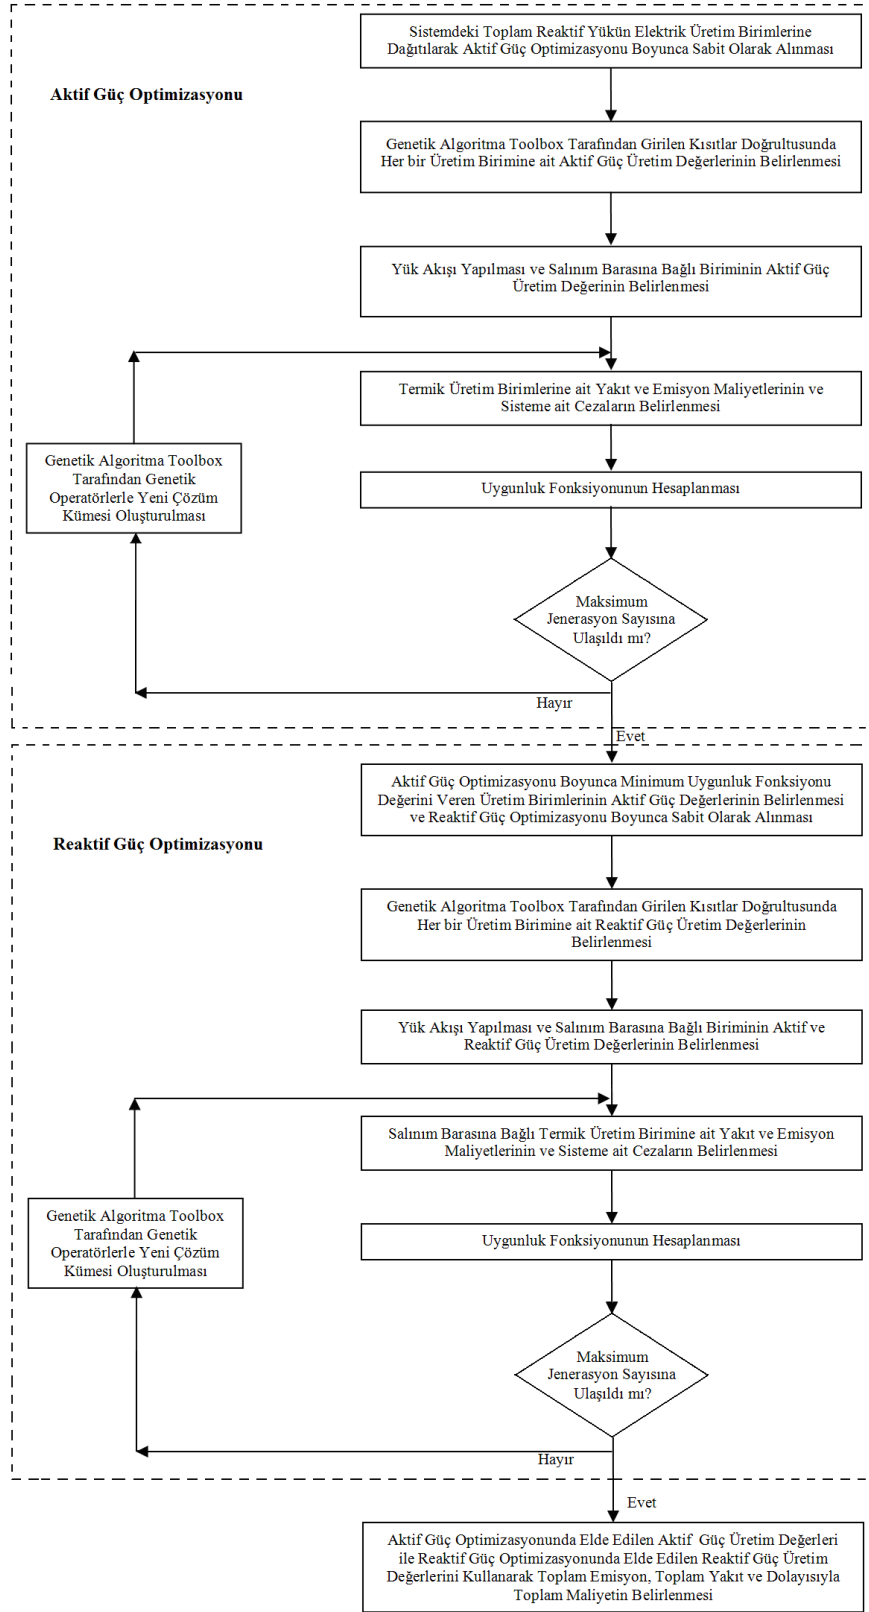 Sistemdeki Toplam Reaktif Yükün Elektrik Üretim Birimlerine
Dağıtılarak Aktif Güç Optimizasyonu Boyunca Sabit Olarak Alınması
Aktif Güç Optimizasyonu
Genetik Algoritma Toolbox Tarafından Girilen Kısıtlar Doğrultusunda
Her bir Üretim Birimine ait Aktif Güç Üretim Değerlerinin Belirlenmesi
Yük Akışı Yapılması ve Salınım Barasına Bağlı Biriminin Aktif Güç
Üretim Değerinin Belirlenmesi
Termik Üretim Birimlerine ait Yakıt ve Emisyon Maliyetlerinin ve
Sisteme ait Cezaların Belirlenmesi
Genetik Algoritma Toolbox
Tarafından Genetik
Operatörlerle Yeni Çözüm
Kümesi Oluşturulması
Uygunluk Fonksiyonunun Hesaplanması
Maksimum
Jenerasyon Sayısına
Ulaşıldı mı?
Hayır
Evet
Aktif Güç Optimizasyonu Boyunca Minimum Uygunluk Fonksiyonu
Değerini Veren Üretim Birimlerinin Aktif Güç Değerlerinin Belirlenmesi
ve Reaktif Güç Optimizasyonu Boyunca Sabit Olarak Alınması
Reaktif Güç Optimizasyonu
Genetik Algoritma Toolbox Tarafından Girilen Kısıtlar Doğrultusunda
Her bir Üretim Birimine ait Reaktif Güç Üretim Değerlerinin
Belirlenmesi
Yük Akışı Yapılması ve Salınım Barasına Bağlı Biriminin Aktif ve
Reaktif Güç Üretim Değerlerinin Belirlenmesi
Salınım Barasına Bağlı Termik Üretim Birimine ait Yakıt ve Emisyon
Maliyetlerinin ve Sisteme ait Cezaların Belirlenmesi
Genetik Algoritma Toolbox
Tarafından Genetik
Operatörlerle Yeni Çözüm
Kümesi Oluşturulması
Uygunluk Fonksiyonunun Hesaplanması
Maksimum
Jenerasyon Sayısına
Ulaşıldı mı?
Hayır
Evet
Aktif Güç Optimizasyonunda Elde Edilen Aktif Güç Üretim Değerleri
ile Reaktif Güç Optimizasyonunda Elde Edilen Reaktif Güç Üretim
Değerlerini Kullanarak Toplam Emisyon, Toplam Yakıt ve Dolayısıyla
Toplam Maliyetin Belirlenmesi